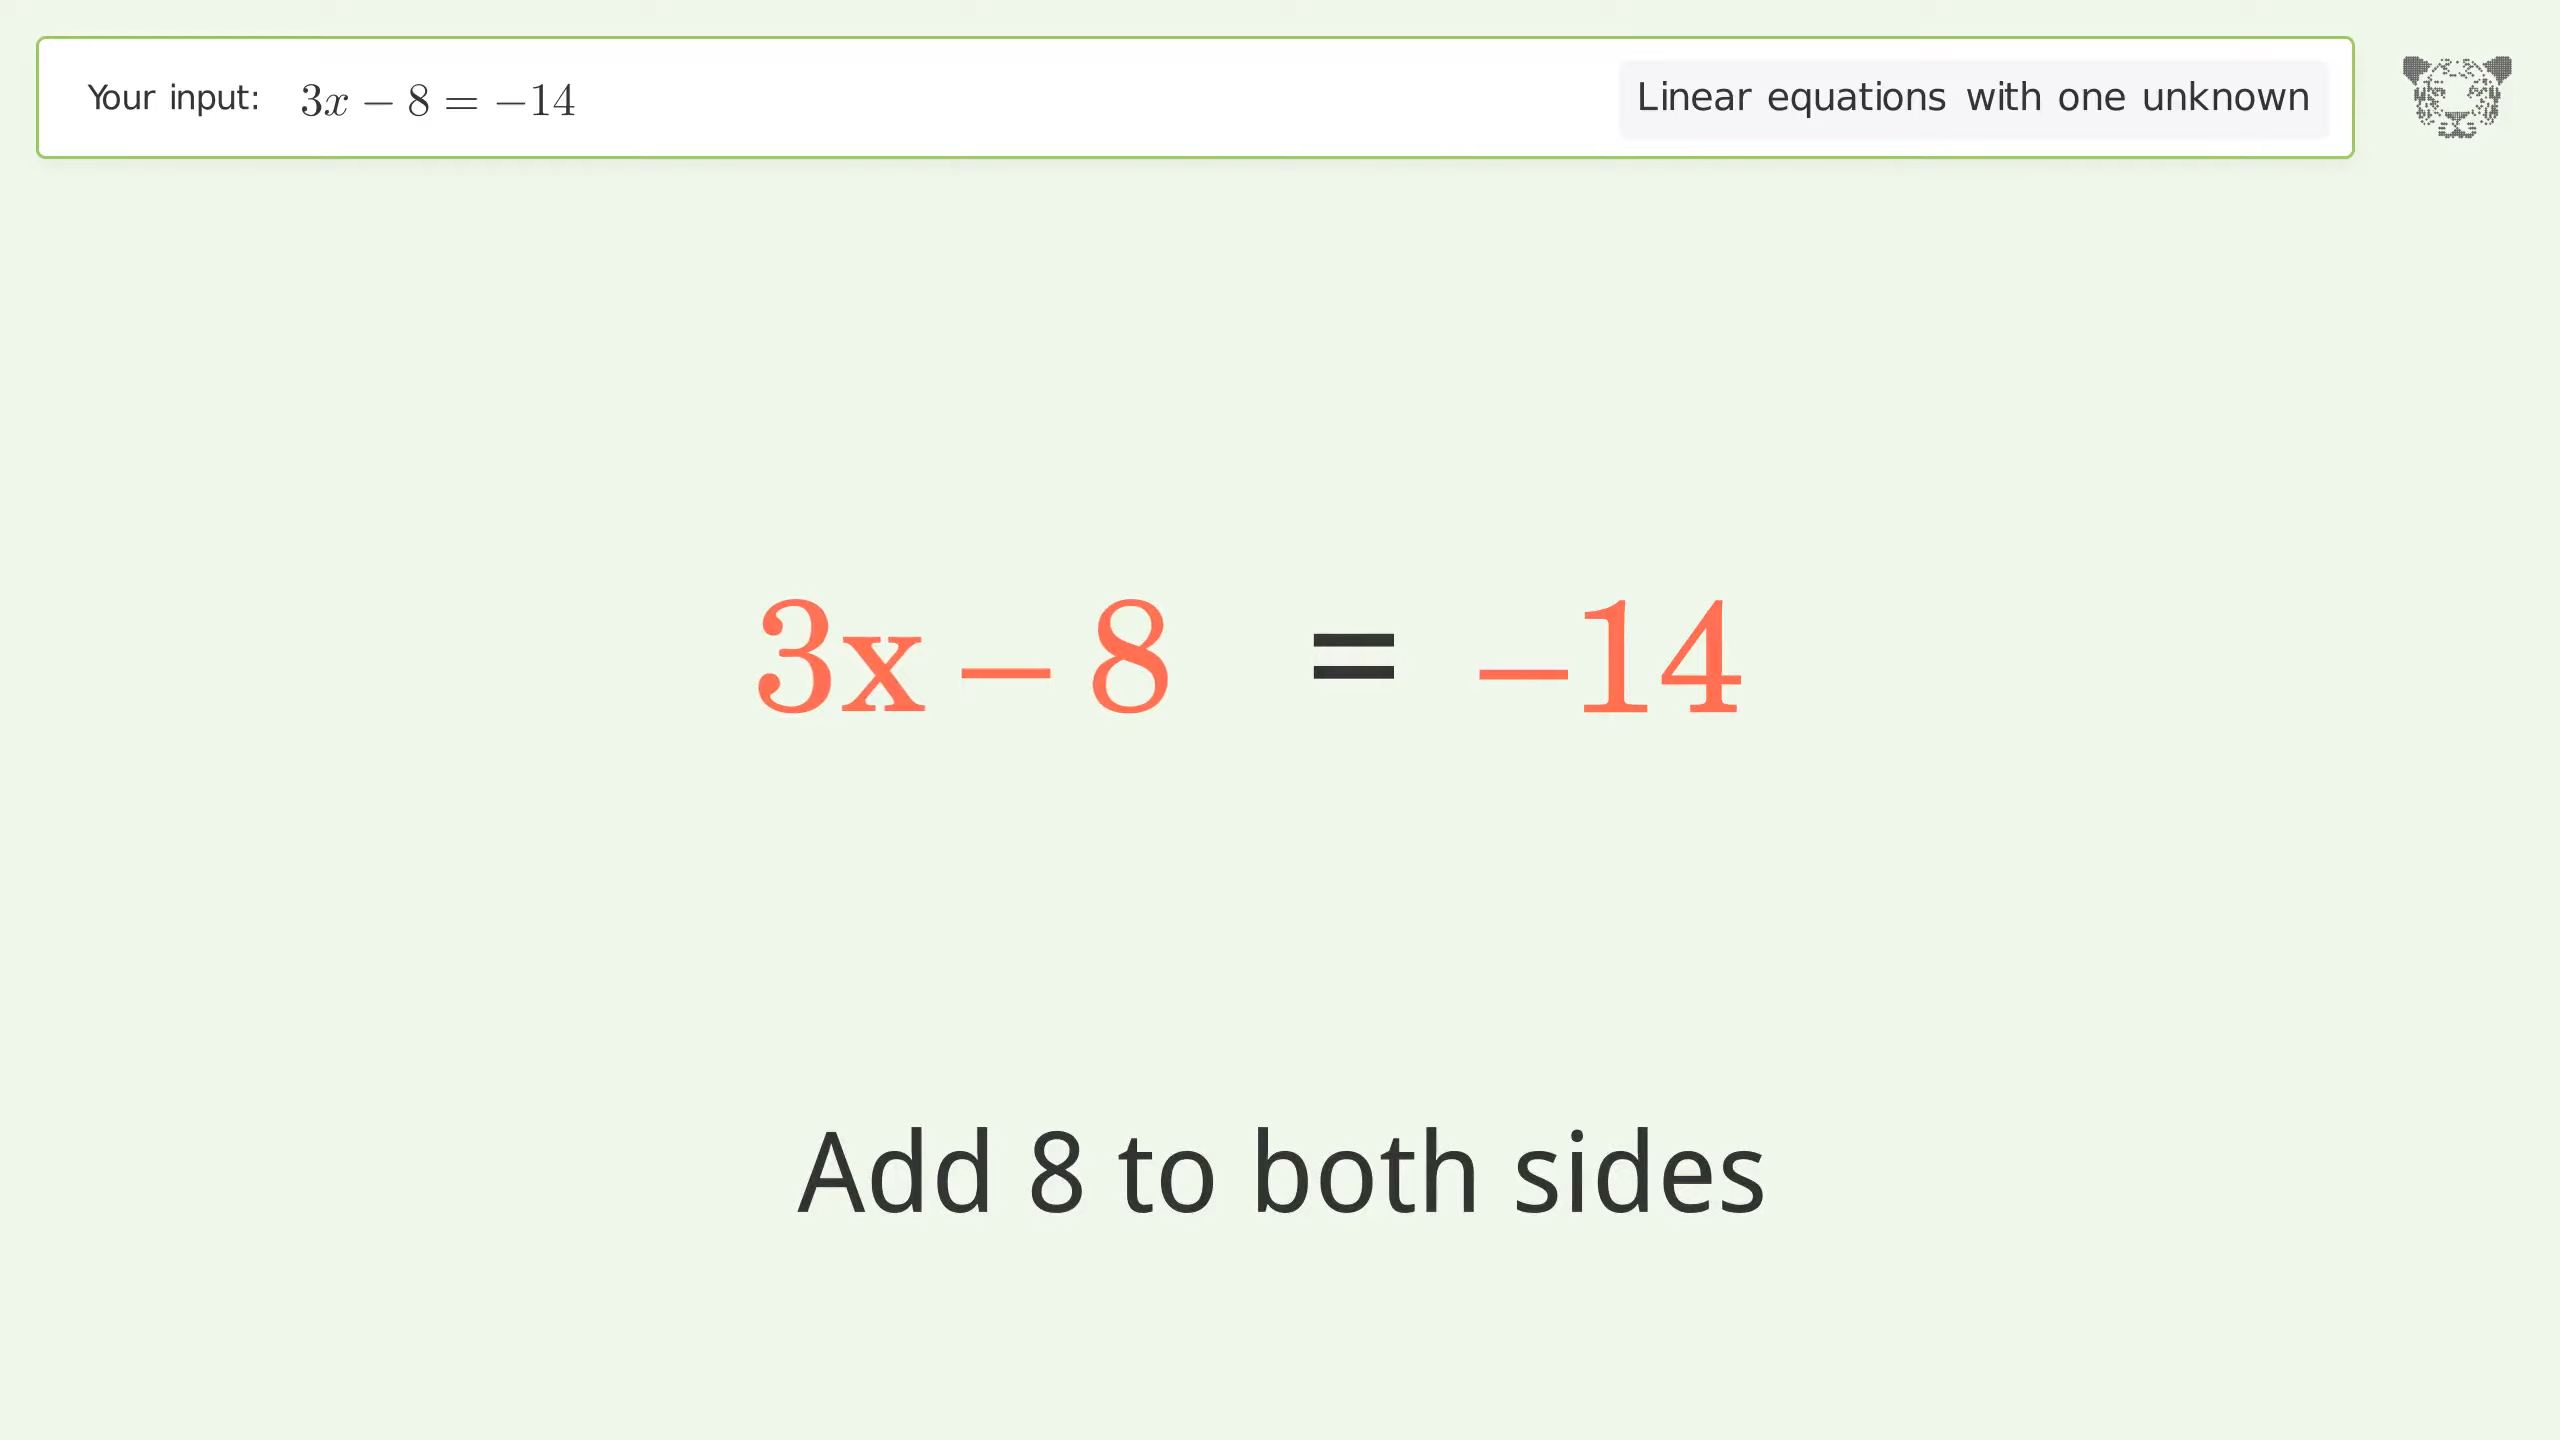 Your input: 3x − 8 = −14
Linear equations with one unknown
3x − 8 = −14
Add 8 to both sides